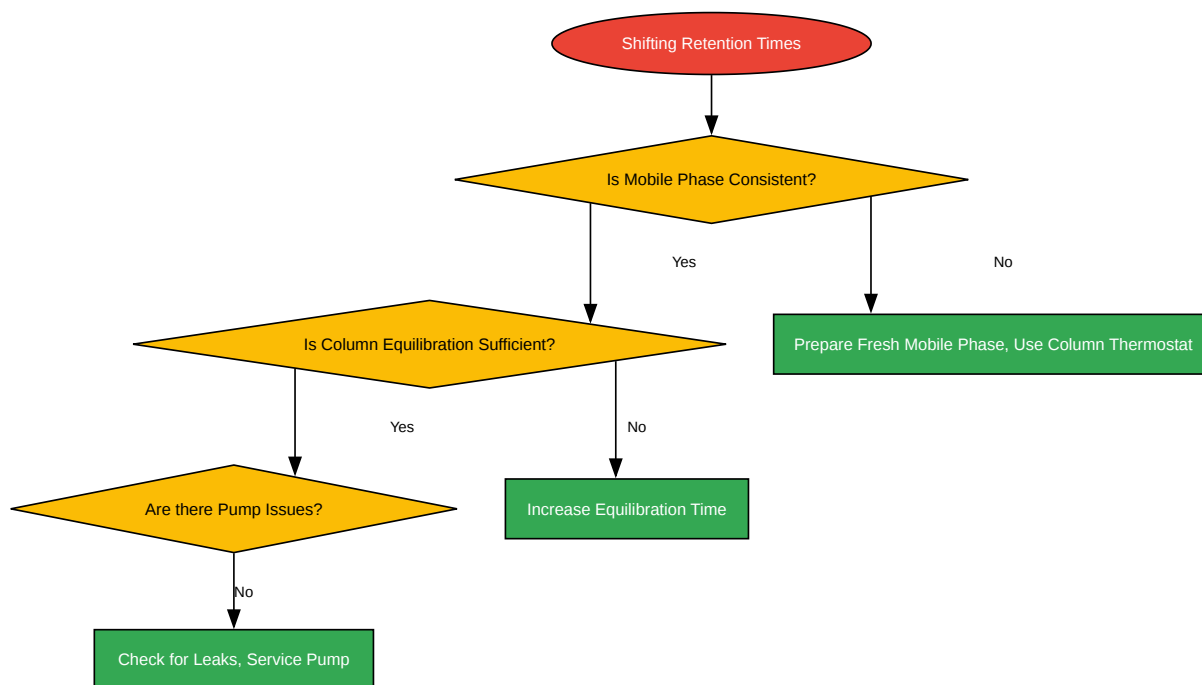 Shifting Retention Times
Is Mobile Phase Consistent?
Yes
No
Is Column Equilibration Sufficient?
Prepare Fresh Mobile Phase, Use Column Thermostat
Yes
No
Are there Pump Issues?
Increase Equilibration Time
No
Check for Leaks, Service Pump